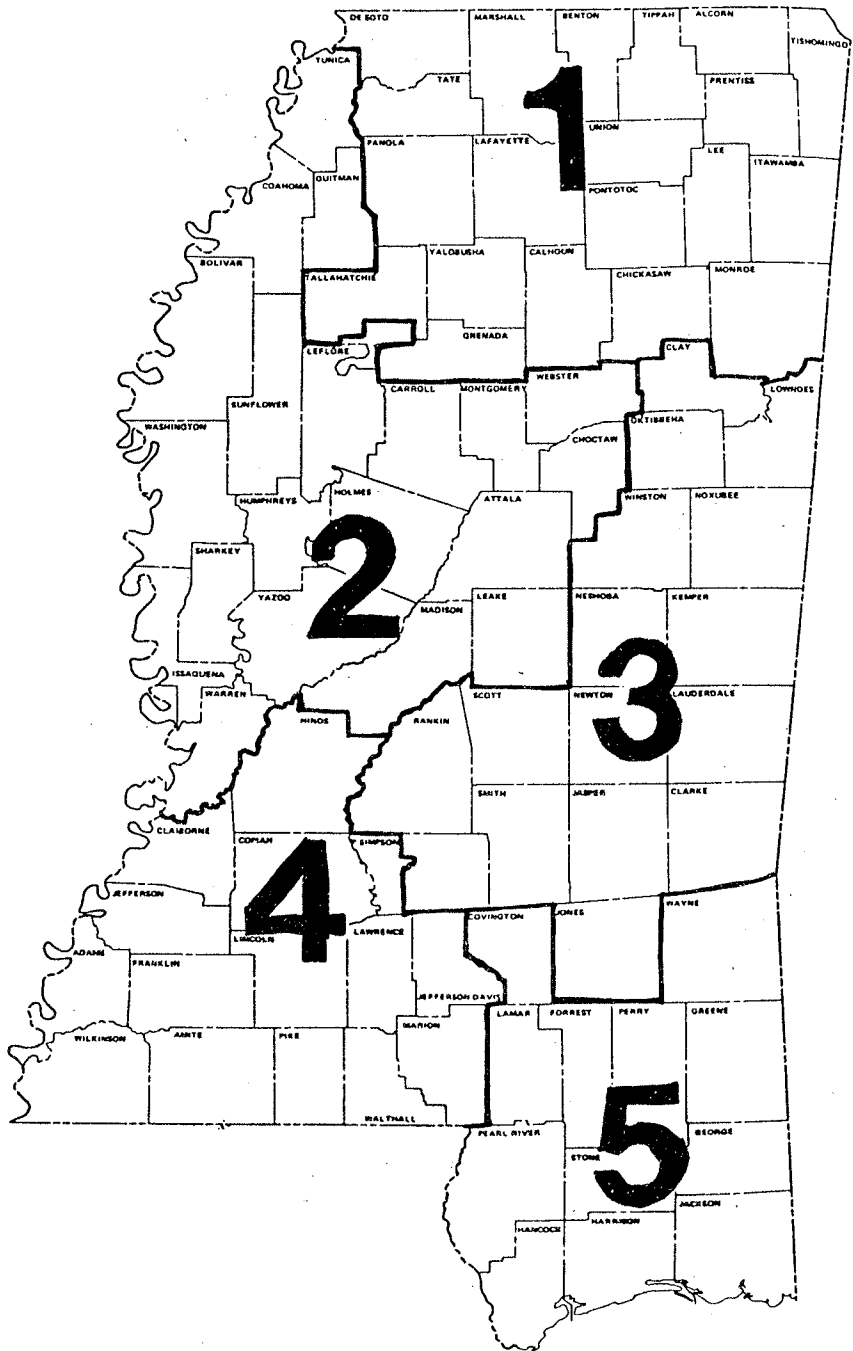 DE SOTO
MARSHALL
BENTON
TIPPAH
ALCORN
TISHOMINGO
TUNICA
TATE
PRENTISS
1
UNION
PANOLA
LAFAYETTE
LEE
ITAWAMBA
COAHOMA
QUITMAN
PONTOTOC
BOLIVAR
YALOBUSHA
CALHOUN
TALLAHATCHIE
CHICKASAW
MONROE
GRENADA
LEFLORE
CLAY
CARROLL
MONTGOMERY
WEBSTER
LOWNDES
SUNFLOWER
WASHINGTON
OKTIBBEHA
CHOCTAW
HUMPHREYS
HOLMES
ATTALA
WINSTON
NOXUBEE
2
SHARKEY
YAZOO
MADISON
LEAKE
NESHOBA
KEMPER
3
ISSAQUENA
WARREN
SCOTT
NEWTON
LAUDERDALE
HINDS
RANKIN
SMITH
JASPER
CLARKE
CLAIBORNE
COPIAH
SIMPSON
4
JEFFERSON
LINCOLN
LAWRENCE
COVINGTON
JONES
WAYNE
ADAMS
FRANKLIN
JEFFERSON DAVIS
MARION
LAMAR
FORREST
PERRY
GREENE
WILKINSON
AMITE
PIKE
WALTHALL
5
PEARL RIVER
GEORGE
STONE
JACKSON
HANCOCK
HARRISON